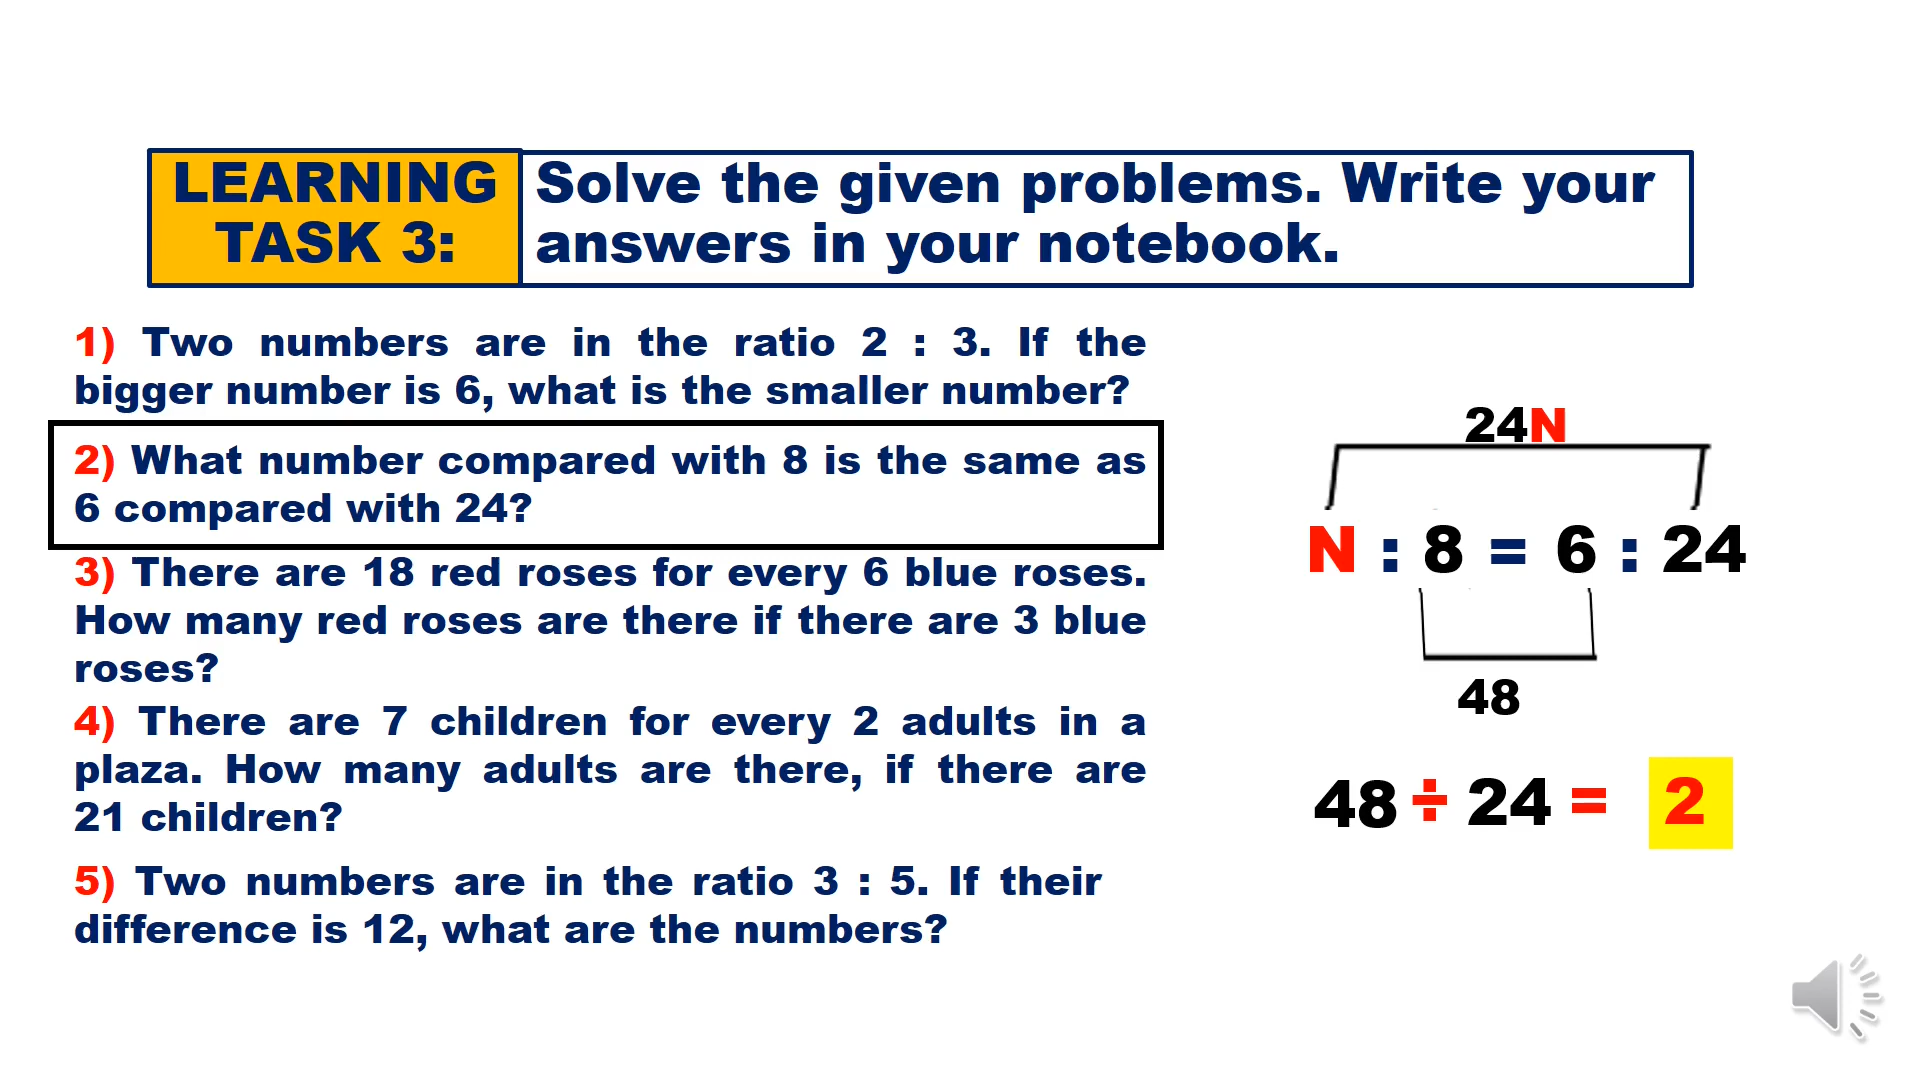 LEARNING
TASK 3:
Solve the given problems. Write your
answers in your notebook.
1) Two numbers are in the ratio 2 : 3. If the
bigger number is 6, what is the smaller number?
2) What number compared with 8 is the same as
6 compared with 24?
3) There are 18 red roses for every 6 blue roses.
How many red roses are there if there are 3 blue
roses?
4) There are 7 children for every 2 adults in a
plaza. How many adults are there, if there are
21 children?
5) Two numbers are in the ratio 3 : 5. If their
difference is 12, what are the numbers?
24N
N : 8 = 6 : 24
48
48 ÷ 24 = 2